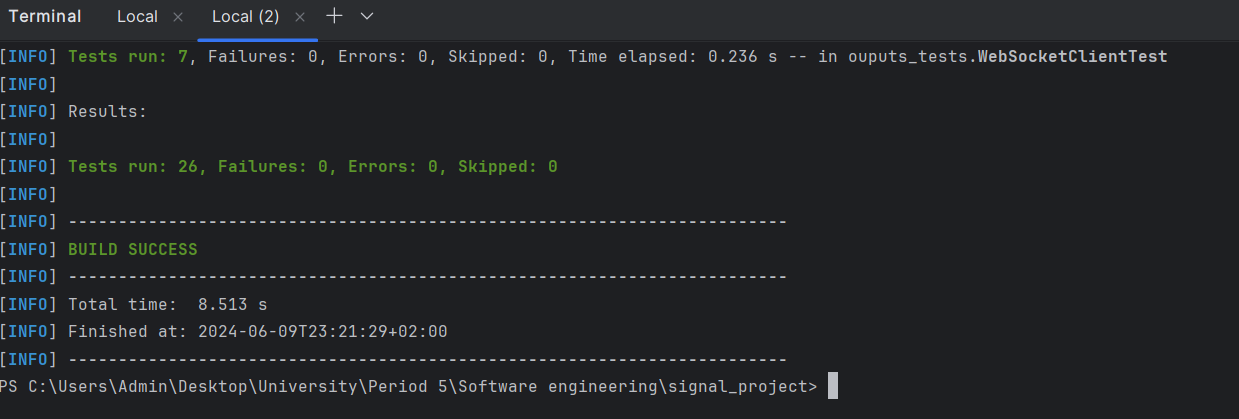 Terminal Local × Local (2) ×
[INFO] Tests run: 7, Failures: 0, Errors: 0, Skipped: 0, Time elapsed: 0.236 s -- in ouputs_tests.WebSocketClientTest
[INFO]
[INFO] Results:
[INFO]
[INFO] Tests run: 26, Failures: 0, Errors: 0, Skipped: 0
[INFO]
[INFO] ------------------------------------------------------------------------
[INFO] BUILD SUCCESS
[INFO] ------------------------------------------------------------------------
[INFO] Total time:  8.513 s
[INFO] Finished at: 2024-06-09T23:21:29+02:00
[INFO] ------------------------------------------------------------------------
PS C:\Users\Admin\Desktop\University\Period 5\Software engineering\signal_project>